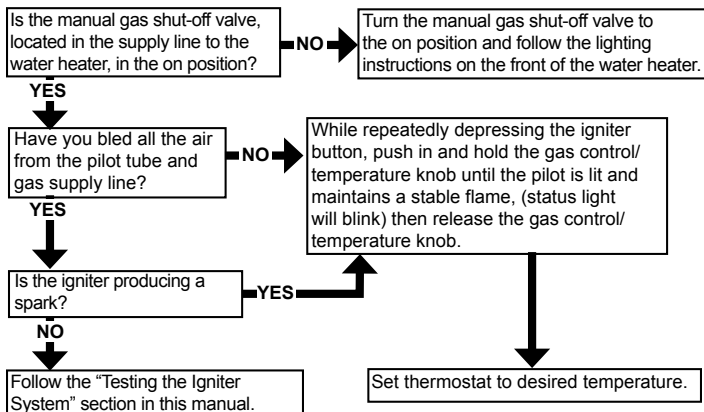 Is the manual gas shut-off valve,
located in the supply line to the
water heater, in the on position?
NO
Turn the manual gas shut-off valve to
the on position and follow the lighting
instructions on the front of the water heater.
YES
Have you bled all the air
from the pilot tube and
gas supply line?
NO
While repeatedly depressing the igniter
button, push in and hold the gas control/
temperature knob until the pilot is lit and
maintains a stable flame, (status light
will blink) then release the gas control/
temperature knob.
YES
Is the igniter producing a
spark?
YES
NO
Follow the “Testing the Igniter
System” section in this manual.
Set thermostat to desired temperature.